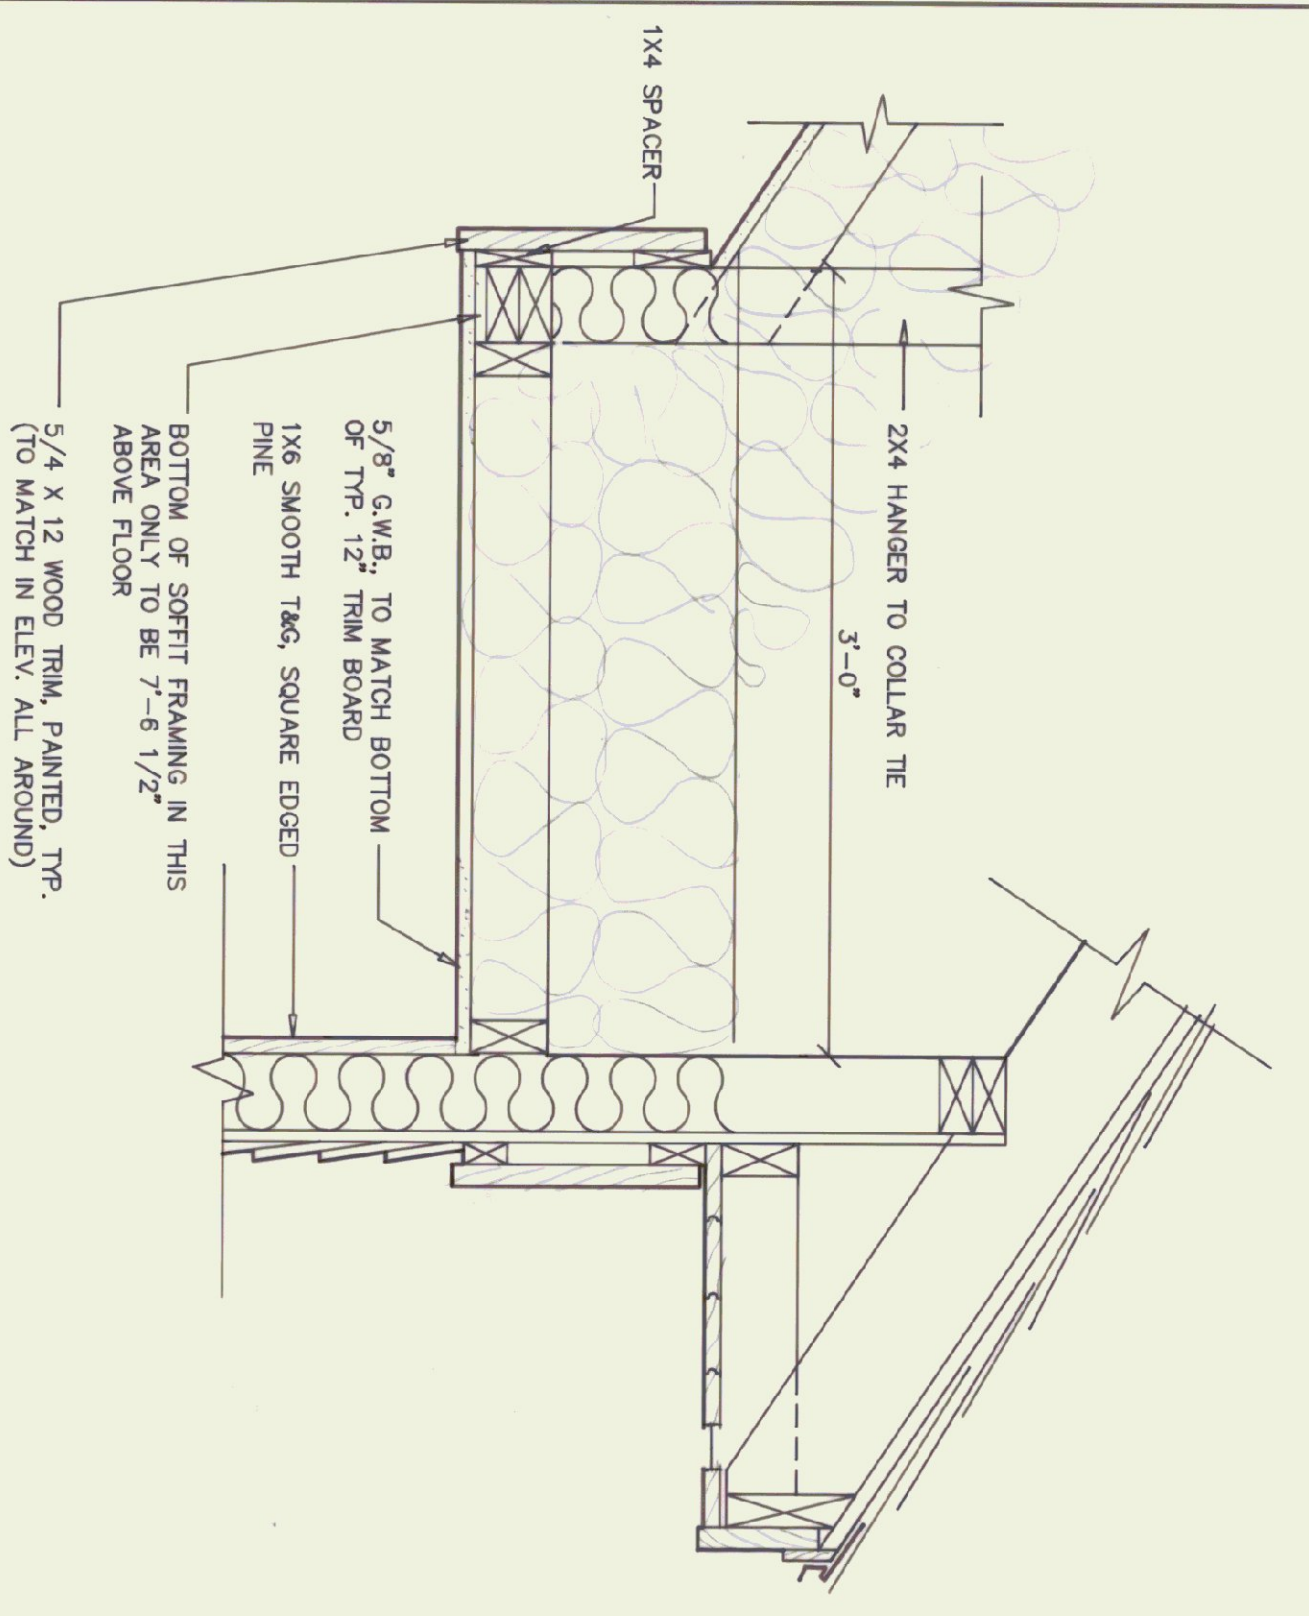 1X4 SPACER
2X4 HANGER TO COLLAR TIE
3'-0"
5/8" G.W.B., TO MATCH BOTTOM
OF TYP. 12" TRIM BOARD
1X6 SMOOTH T&G, SQUARE EDGED
PINE
BOTTOM OF SOFFIT FRAMING IN THIS
AREA ONLY TO BE 7'-6 1/2"
ABOVE FLOOR
5/4 X 12 WOOD TRIM, PAINTED, TYP.
(TO MATCH IN ELEV. ALL AROUND)